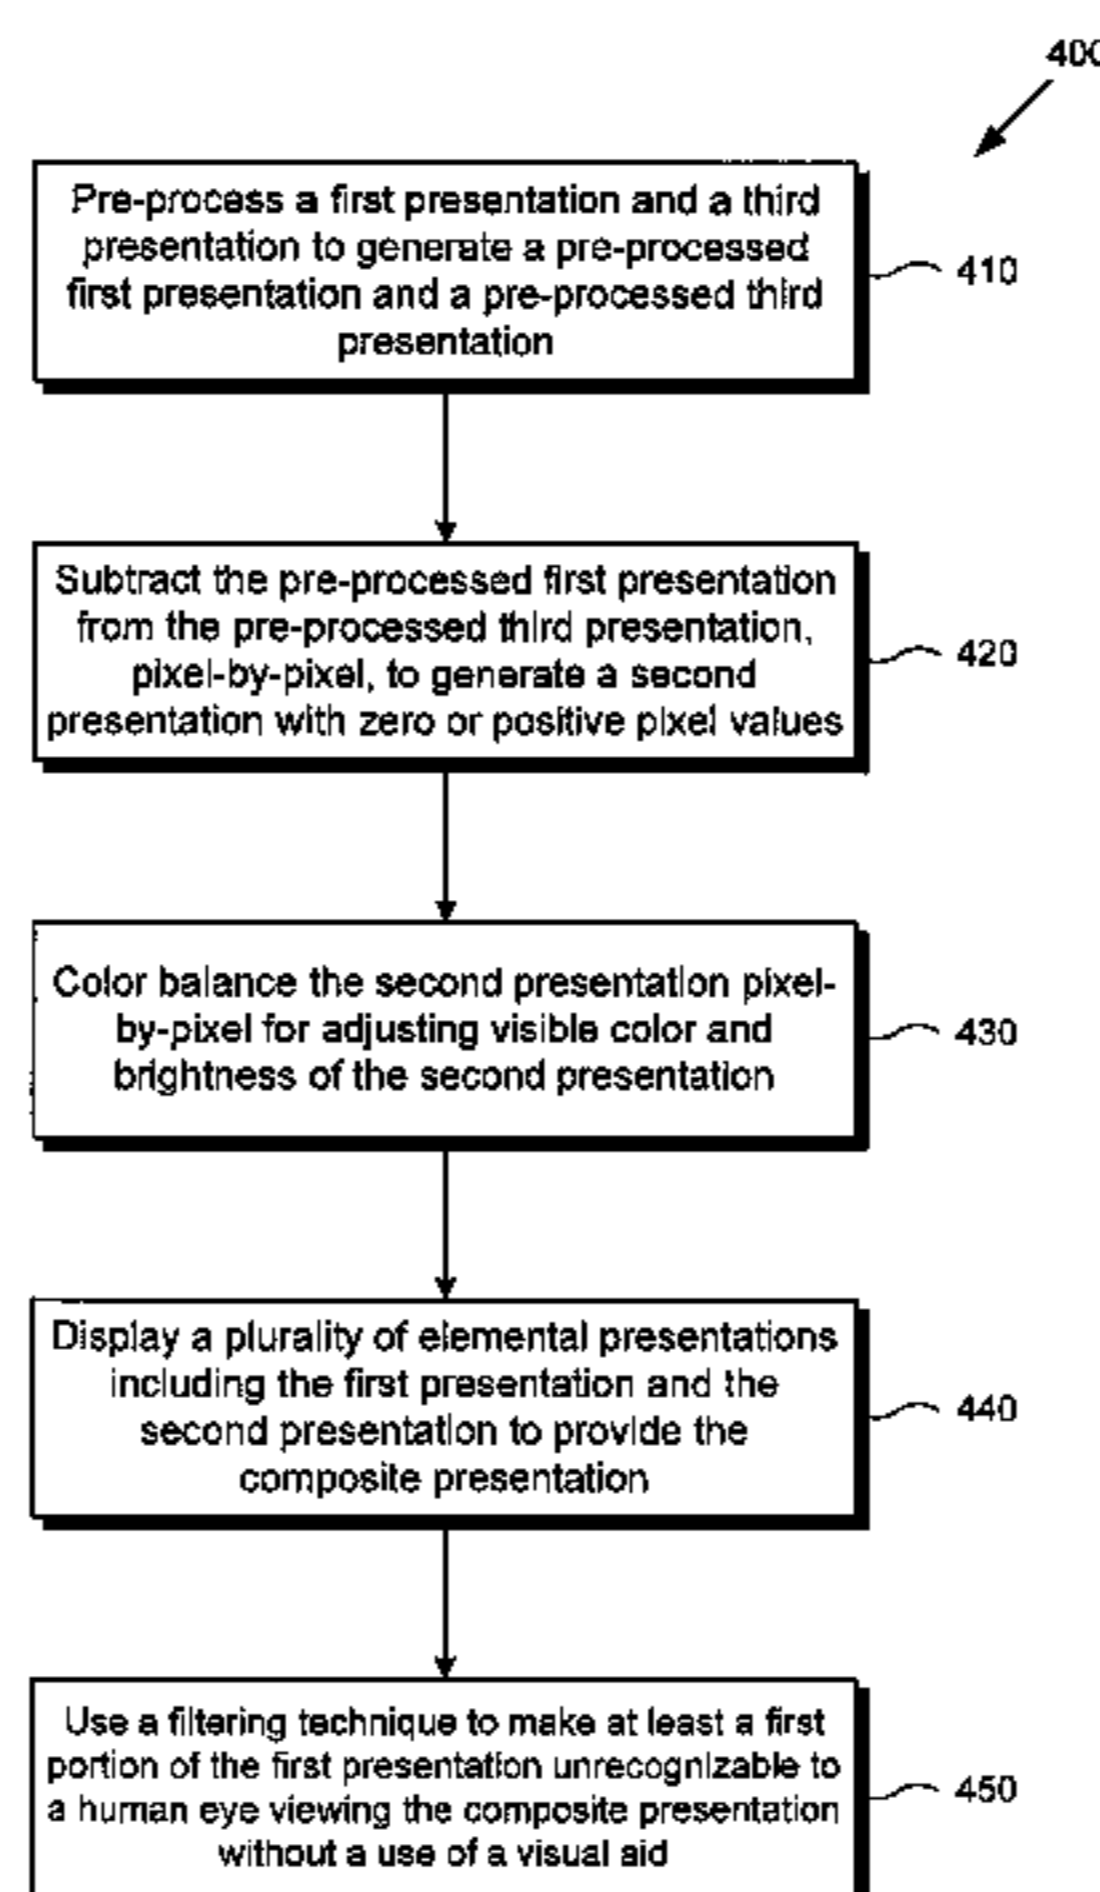 400
Pre-process a first presentation and a third
presentation to generate a pre-processed
first presentation and a pre-processed third
presentation
410
Subtract the pre-processed first presentation
from the pre-processed third presentation,
pixel-by-pixel, to generate a second
presentation with zero or positive pixel values
420
Color balance the second presentation pixel-
by-pixel for adjusting visible color and
brightness of the second presentation
430
Display a plurality of elemental presentations
including the first presentation and the
second presentation to provide the
composite presentation
440
Use a filtering technique to make at least a first
portion of the first presentation unrecognizable to
a human eye viewing the composite presentation
without a use of a visual aid
450